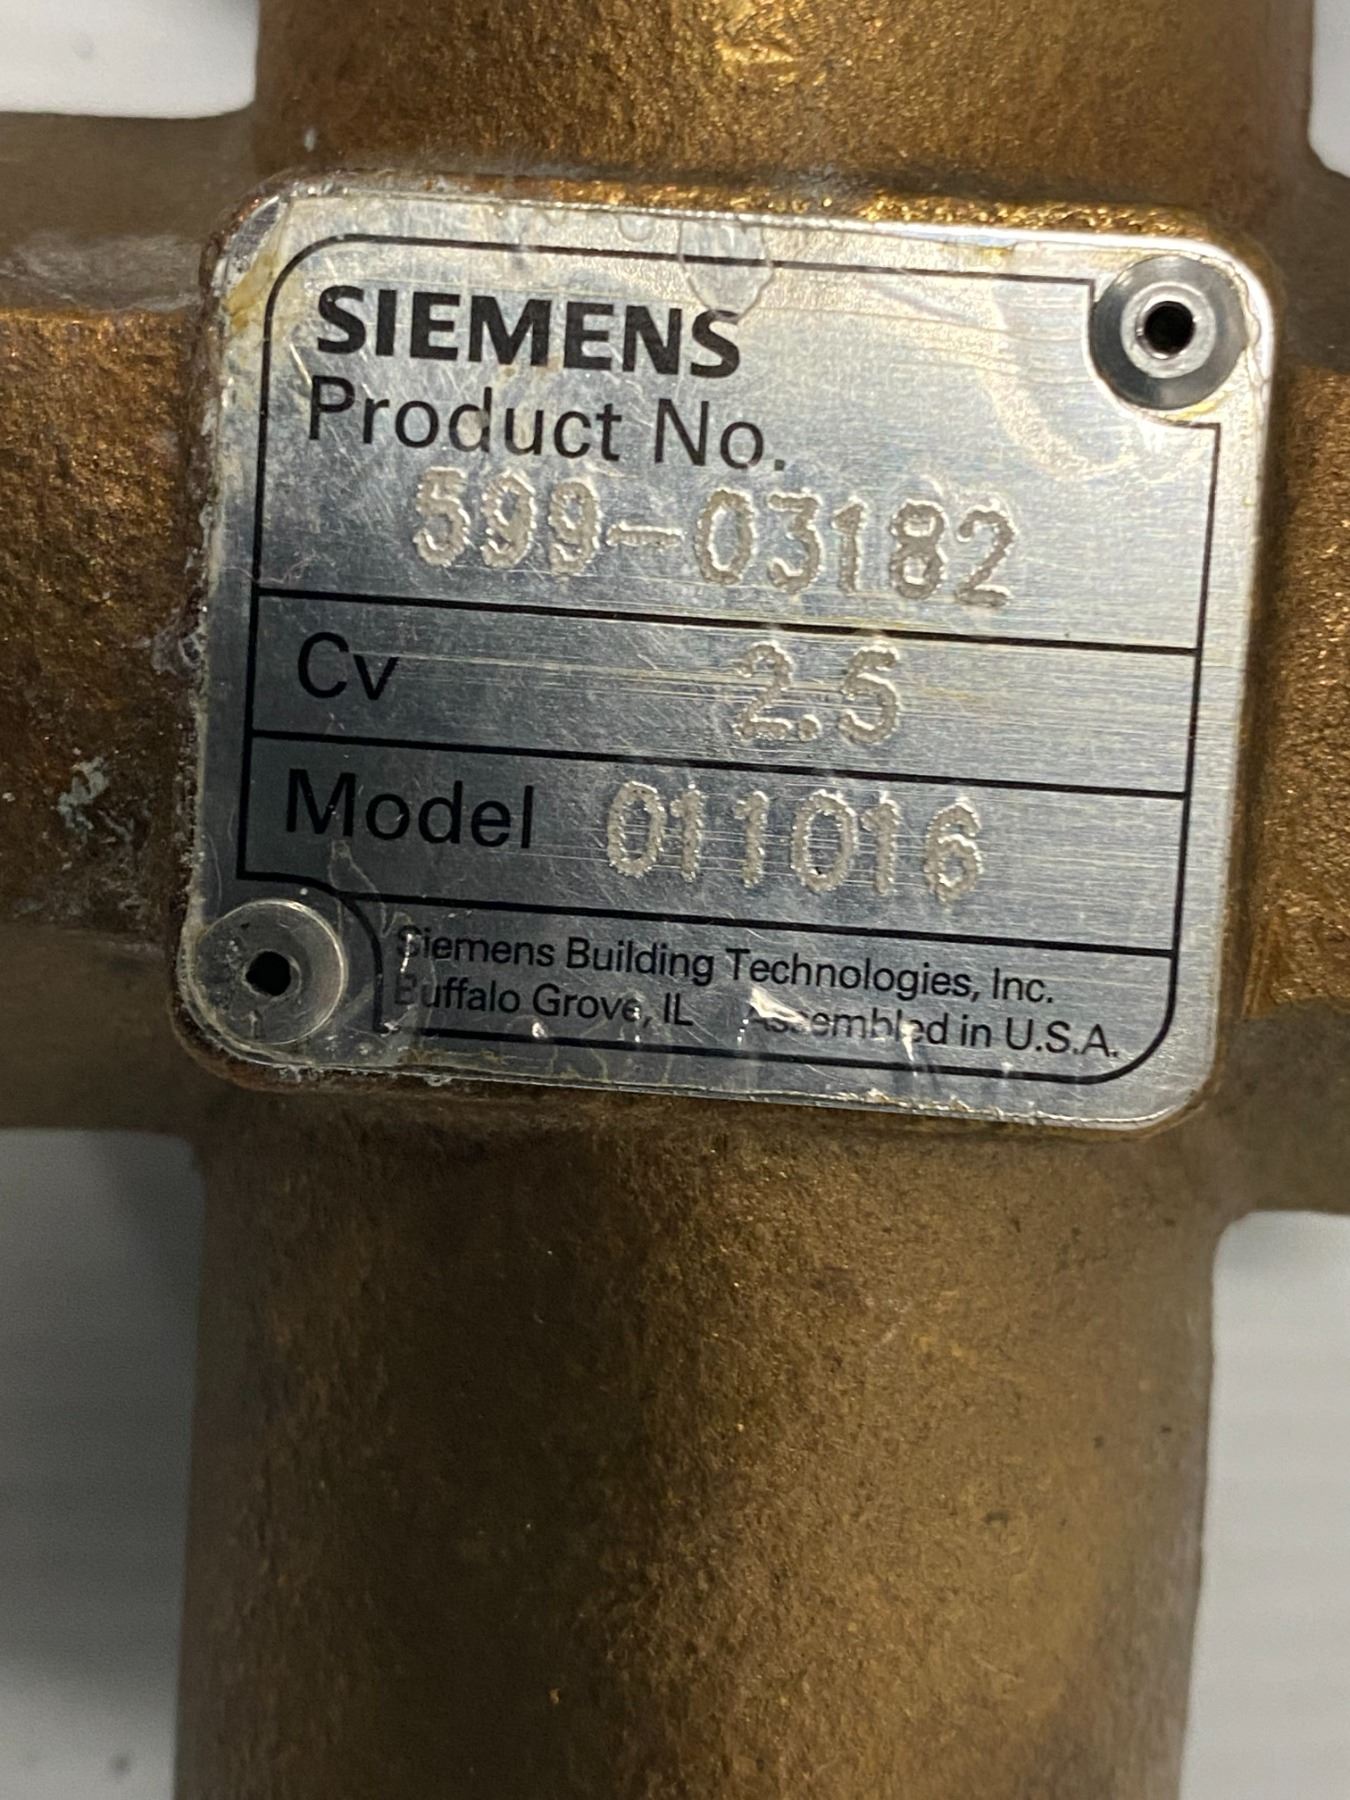 SIEMENS
Product No.
599-03182
Cv 2.5
Model 011016
Siemens Building Technologies, Inc.
Buffalo Grove, IL Assembled in U.S.A.